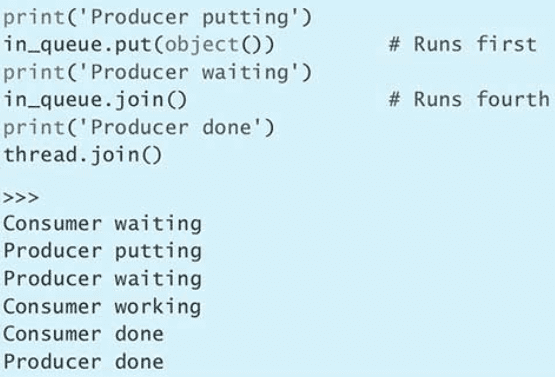 print('Producer putting')
in_queue.put(object())          # Runs first
print('Producer waiting')
in_queue.join()                 # Runs fourth
print('Producer done')
thread.join()
>>>
Consumer waiting
Producer putting
Producer waiting
Consumer working
Consumer done
Producer done